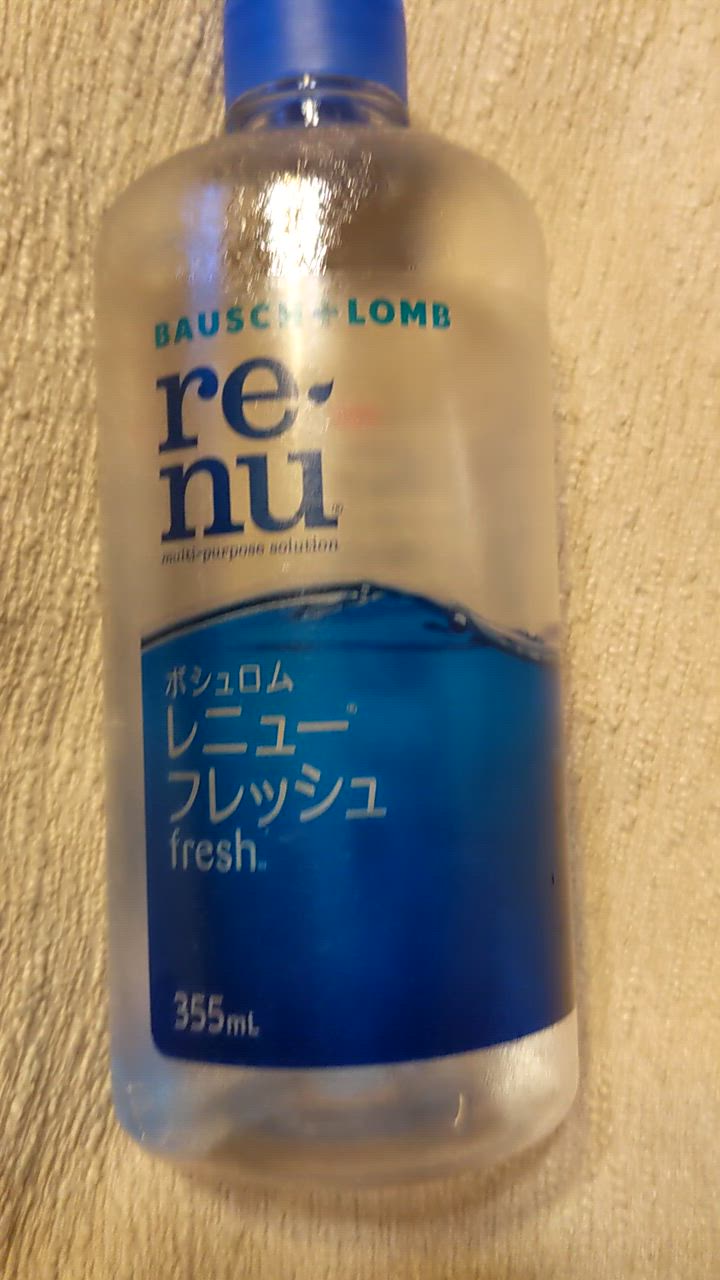 BAUSCH + LOMB
re
nu®
multi-purpose solution
ボシュロム
レニュー®
フレッシュ
fresh™
355mL